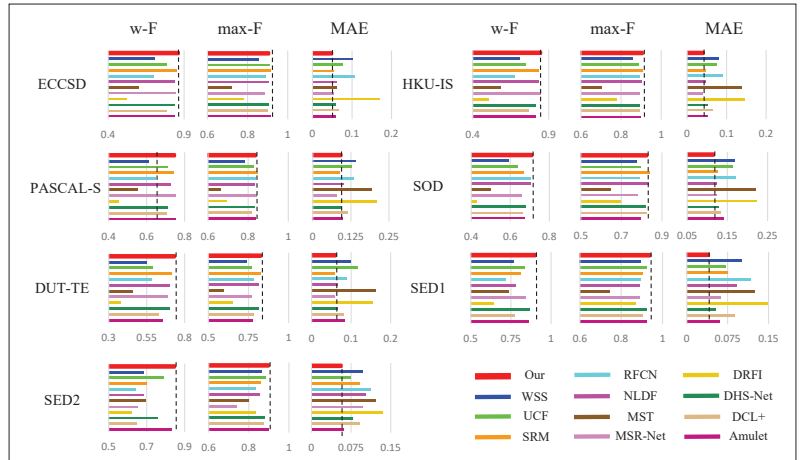 w-F max-F MAE w-F max-F MAE
ECCSD
0.4 0.9 0.6 0.8 1 0 0.1 0.2
HKU-IS
0.4 0.9 0.6 0.8 1 0 0.1 0.2
PASCAL-S
0.4 0.65 0.9 0.6 0.8 1 0 0.125 0.25
SOD
0.4 0.65 0.9 0.5 0.7 0.9 0.05 0.15 0.25
DUT-TE
0.3 0.55 0.8 0.5 0.75 1 0 0.1 0.2
SED1
0.5 0.75 1 0.6 0.8 1 0 0.075 0.15
SED2
0.5 0.7 0.9 0.6 0.8 1 0 0.075 0.15
Our RFCN DRFI
WSS NLDF DHS-Net
UCF MST DCL+
SRM MSR-Net Amulet